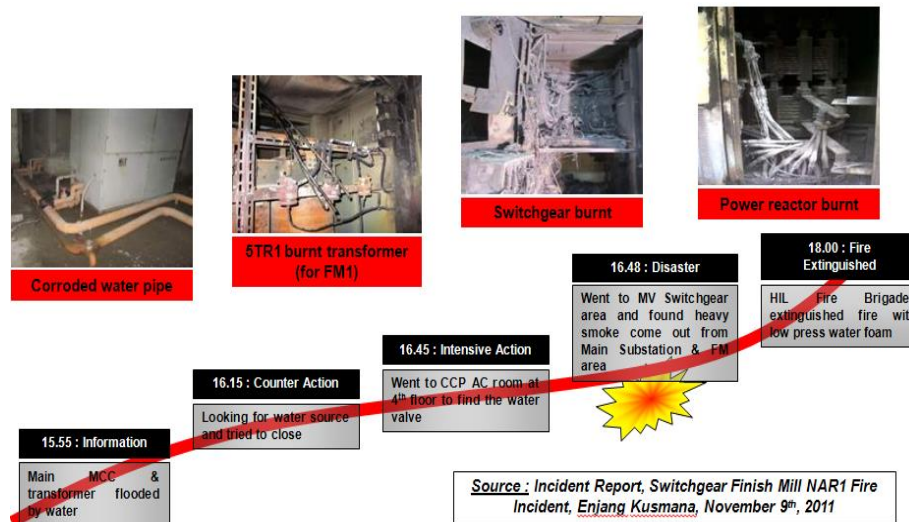 Corroded water pipe
5TR1 burnt transformer
(for FM1)
Switchgear burnt
Power reactor burnt
15.55 : Information
Main MCC &
transformer flooded
by water
16.15 : Counter Action
Looking for water source
and tried to close
16.45 : Intensive Action
Went to CCP AC room at
4th floor to find the water
valve
16.48 : Disaster
Went to MV Switchgear
area and found heavy
smoke come out from
Main Substation & FM
area
18.00 : Fire
Extinguished
HIL Fire Brigade
extinguished fire with
low press water foam
Source : Incident Report, Switchgear Finish Mill NAR1 Fire
Incident, Enjang Kusmana, November 9th, 2011